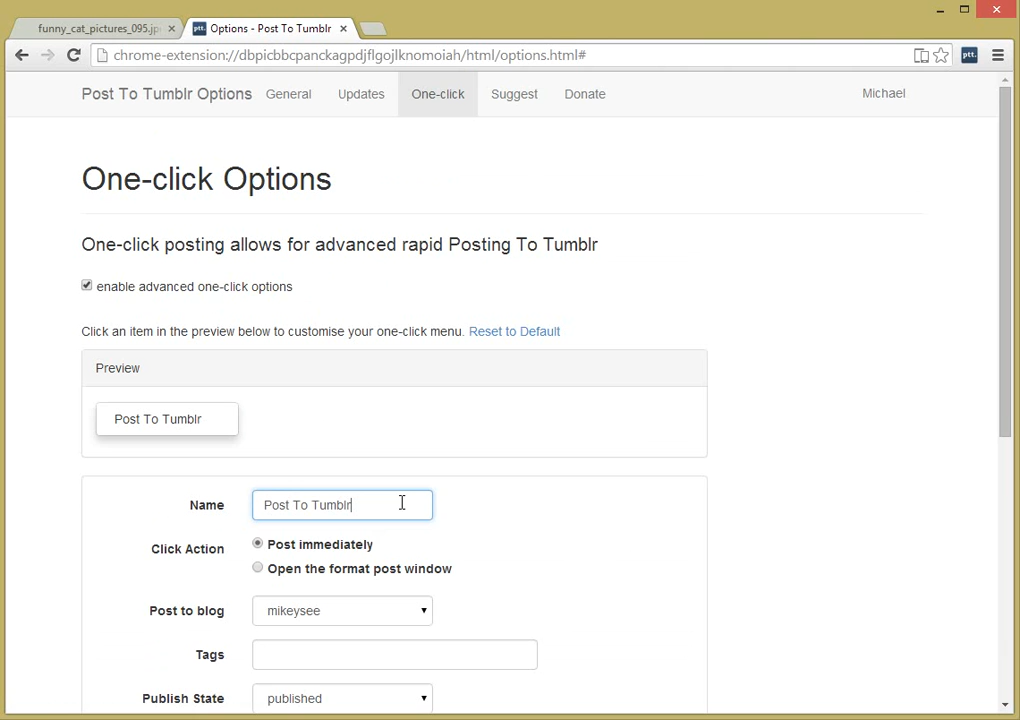 funny_cat_pictures_095.jp
ptt. Options - Post To Tumblr
chrome-extension://dbpicbbcpanckagpdjflgojlknomoiah/html/options.html#
ptt.
Post To Tumblr Options General Updates One-click Suggest Donate Michael
One-click Options
One-click posting allows for advanced rapid Posting To Tumblr
enable advanced one-click options
Click an item in the preview below to customise your one-click menu. Reset to Default
Preview
Post To Tumblr
Name Post To Tumblr
Click Action Post immediately
Open the format post window
Post to blog mikeysee
Tags
Publish State published